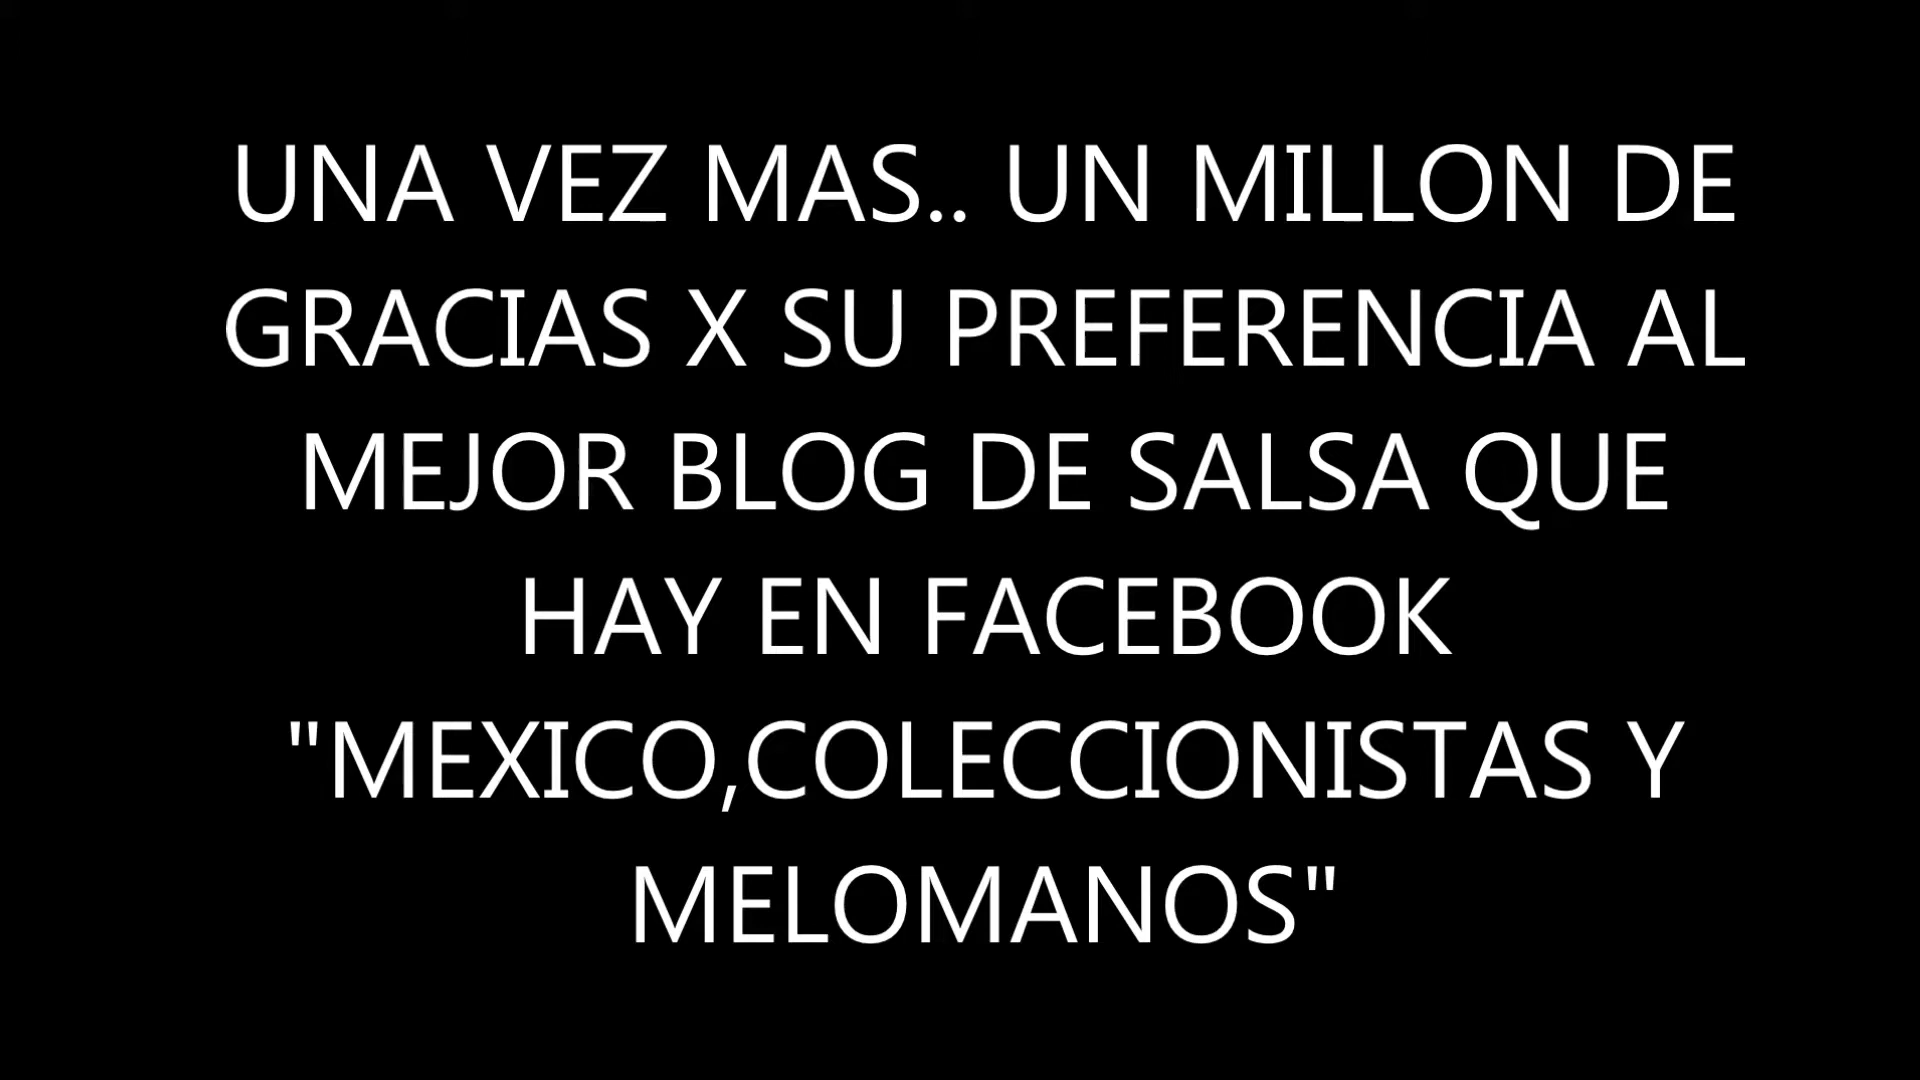 UNA VEZ MAS.. UN MILLON DE
GRACIAS X SU PREFERENCIA AL
MEJOR BLOG DE SALSA QUE
HAY EN FACEBOOK
"MEXICO,COLECCIONISTAS Y
MELOMANOS"